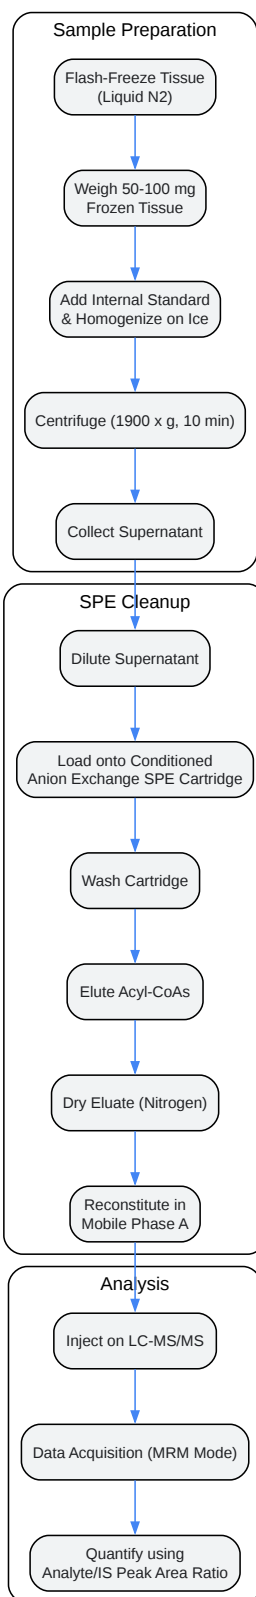 Sample Preparation
Flash-Freeze Tissue
(Liquid N2)
Weigh 50-100 mg
Frozen Tissue
Add Internal Standard
& Homogenize on Ice
Centrifuge (1900 x g, 10 min)
Collect Supernatant
SPE Cleanup
Dilute Supernatant
Load onto Conditioned
Anion Exchange SPE Cartridge
Wash Cartridge
Elute Acyl-CoAs
Dry Eluate (Nitrogen)
Reconstitute in
Mobile Phase A
Analysis
Inject on LC-MS/MS
Data Acquisition (MRM Mode)
Quantify using
Analyte/IS Peak Area Ratio